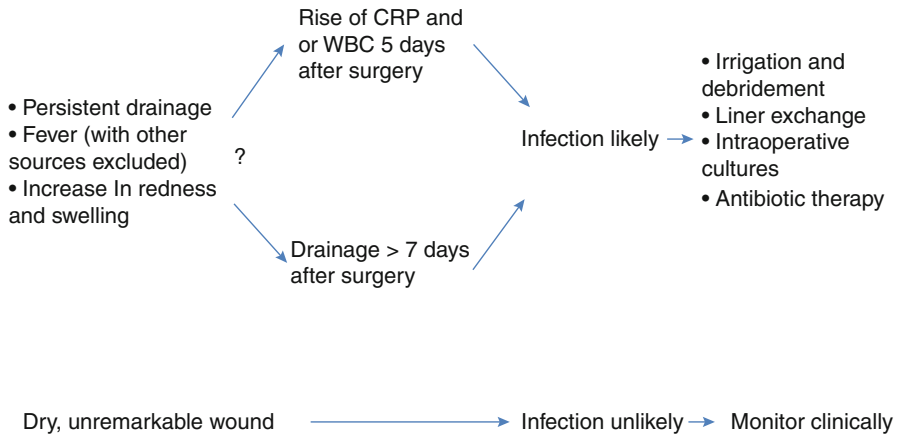 Rise of CRP and
or WBC 5 days
after surgery
• Persistent drainage
• Fever (with other
sources excluded)
• Increase In redness
and swelling
?
Drainage > 7 days
after surgery
Infection likely
• Irrigation and
debridement
• Liner exchange
• Intraoperative
cultures
• Antibiotic therapy
Dry, unremarkable wound
Infection unlikely
Monitor clinically